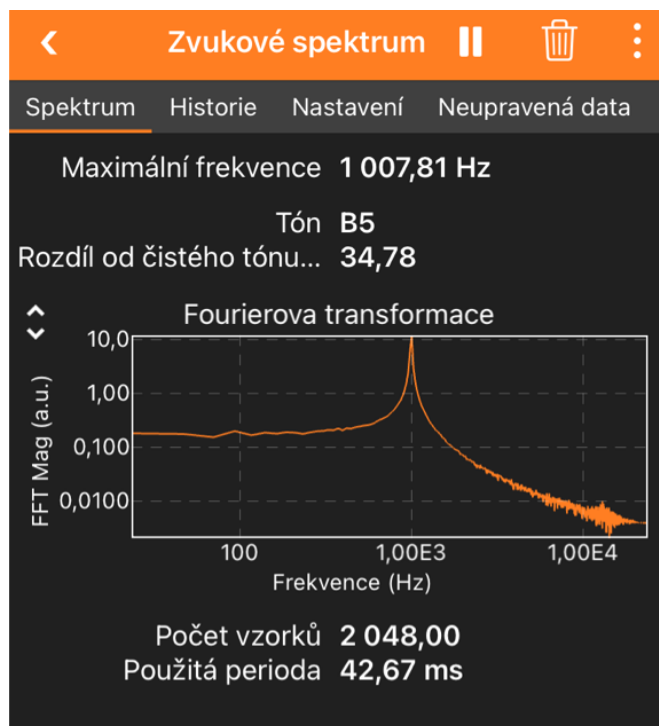 Zvukové spektrum
Spektrum Historie Nastavení Neupravená data
Maximální frekvence 1 007,81 Hz
Tón B5
Rozdíl od čistého tónu... 34,78
Fourierova transformace
10,0
1,00
0,100
0,0100
FFT Mag (a.u.)
100 1,00E3 1,00E4
Frekvence (Hz)
Počet vzorků 2 048,00
Použitá perioda 42,67 ms